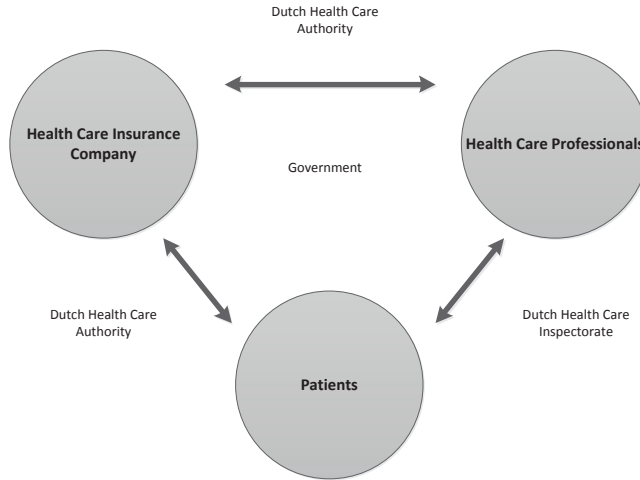 Dutch Health Care
Authority
Health Care Insurance
Company
Health Care Professionals
Government
Dutch Health Care
Authority
Dutch Health Care
Inspectorate
Patients